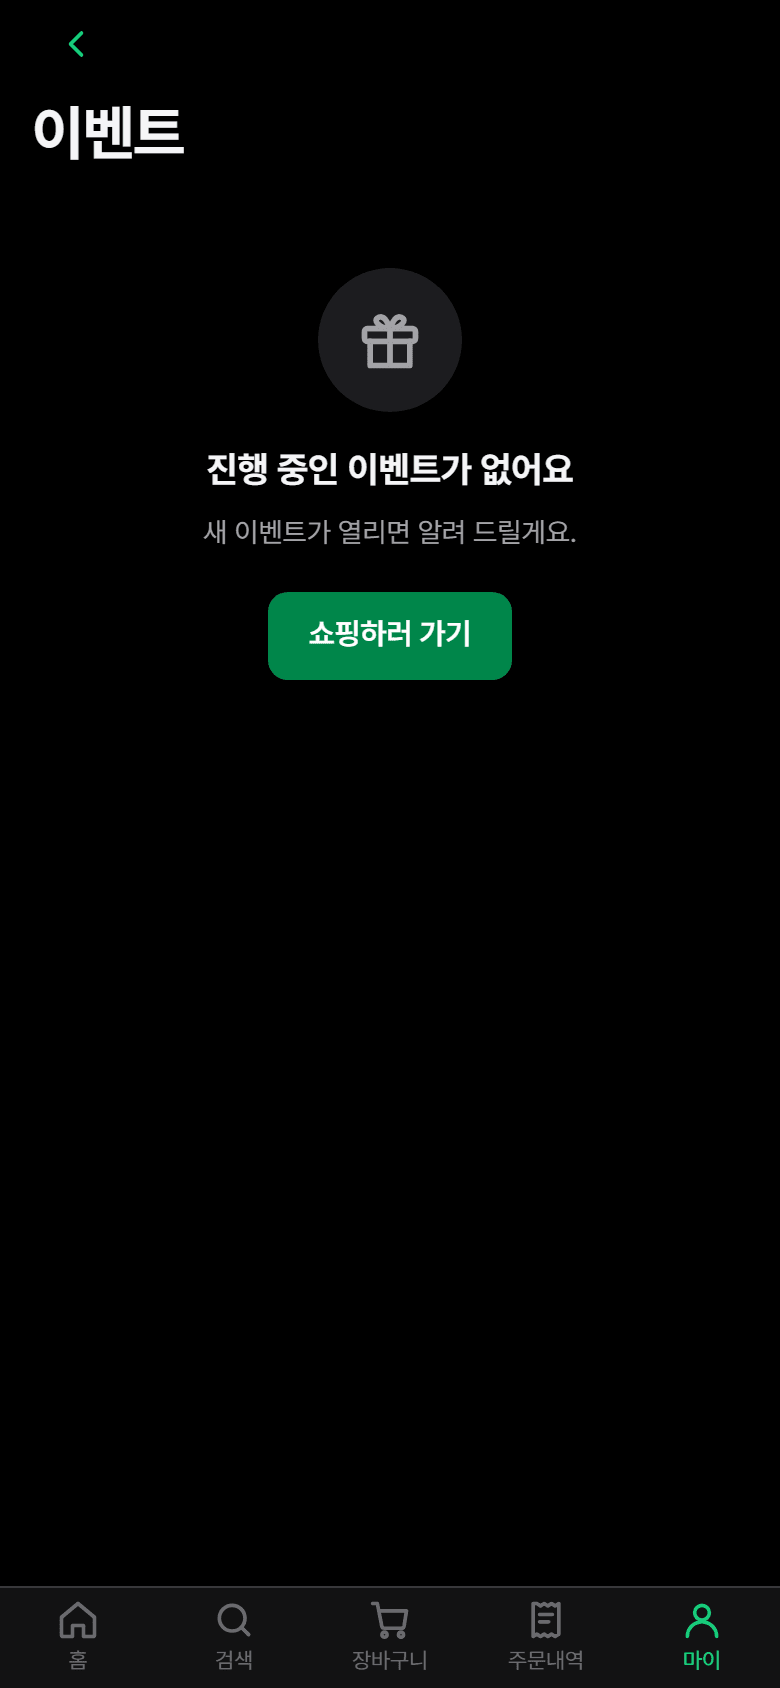 이벤트
진행 중인 이벤트가 없어요
새 이벤트가 열리면 알려 드릴게요.
쇼핑하러 가기
홈
검색
장바구니
주문내역
마이